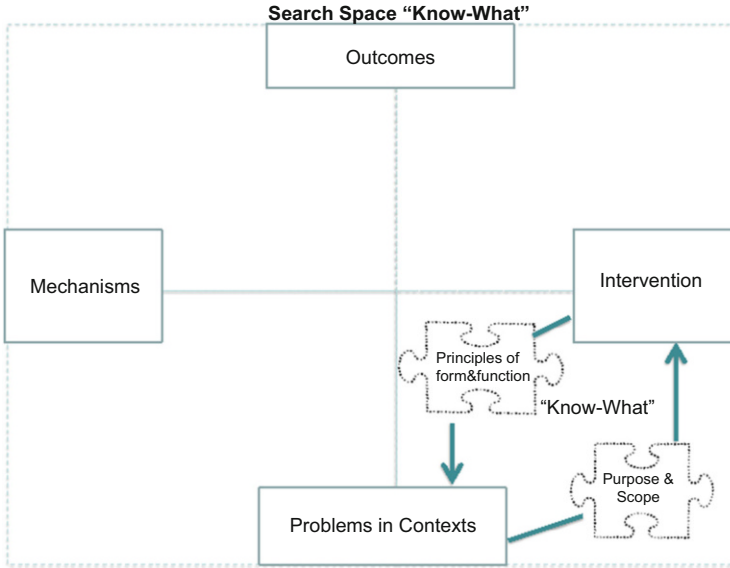 Search Space “Know-What”
Outcomes
Mechanisms
Intervention
Principles of
form&function
“Know-What”
Purpose &
Scope
Problems in Contexts